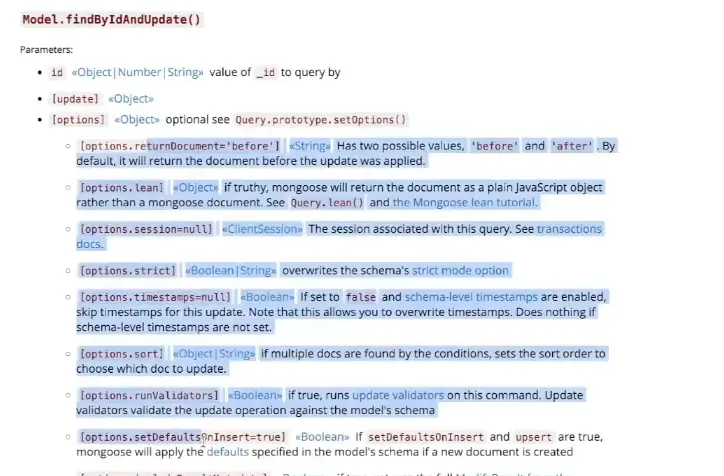 Model.findByIdAndUpdate()
Parameters:
• id «Object|Number|String» value of _id to query by
• [update] «Object»
• [options] «Object» optional see Query.prototype.setOptions()
◦ [options.returnDocument='before'] «String» Has two possible values, 'before' and 'after'. By
default, it will return the document before the update was applied.
◦ [options.lean] «Object» if truthy, mongoose will return the document as a plain JavaScript object
rather than a mongoose document. See Query.lean() and the Mongoose lean tutorial.
◦ [options.session=null] «ClientSession» The session associated with this query. See transactions
docs.
◦ [options.strict] «Boolean|String» overwrites the schema's strict mode option
◦ [options.timestamps=null] «Boolean» If set to false and schema-level timestamps are enabled,
skip timestamps for this update. Note that this allows you to overwrite timestamps. Does nothing if
schema-level timestamps are not set.
◦ [options.sort] «Object|String» if multiple docs are found by the conditions, sets the sort order to
choose which doc to update.
◦ [options.runValidators] «Boolean» if true, runs update validators on this command. Update
validators validate the update operation against the model's schema
◦ [options.setDefaultsOnInsert=true] «Boolean» If setDefaultsOnInsert and upsert are true,
mongoose will apply the defaults specified in the model's schema if a new document is created